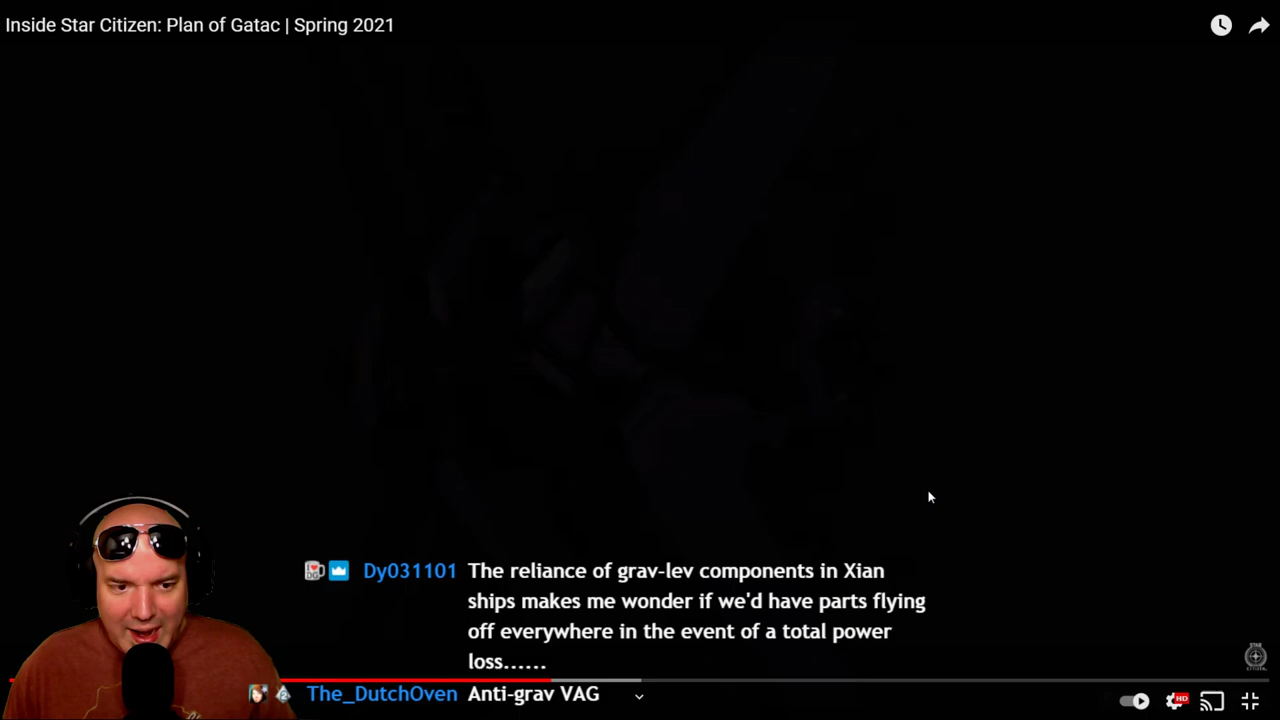 Inside Star Citizen: Plan of Gatac | Spring 2021
Dy031101 The reliance of grav-lev components in Xian
ships makes me wonder if we'd have parts flying
off everywhere in the event of a total power
loss......
The_DutchOven Anti-grav VAG
HD